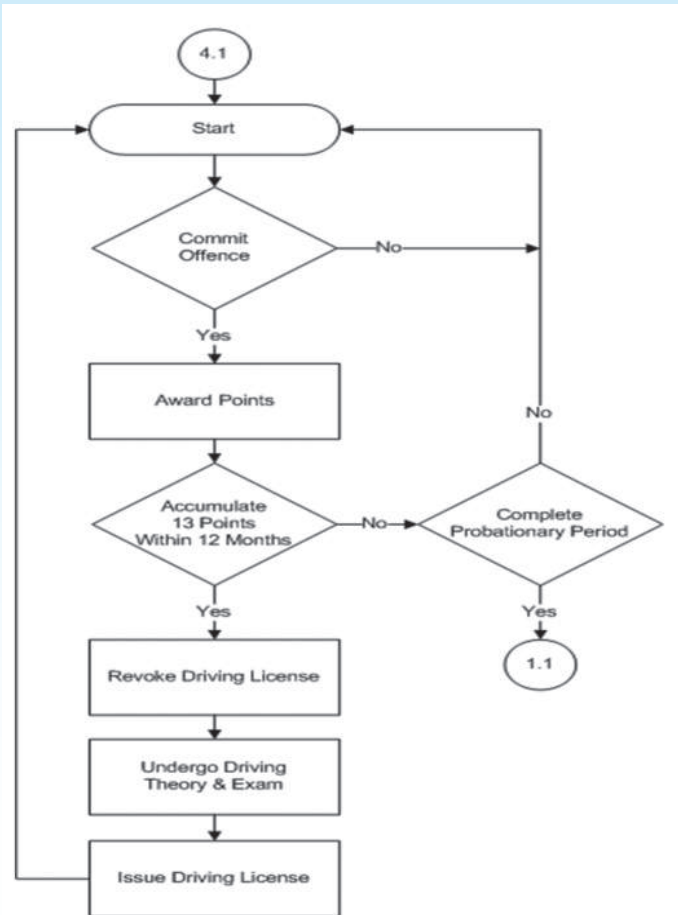 4.1
Start
Commit
Offence
No
Yes
Award Points
No
Accumulate
13 Points
Within 12 Months
No
Complete
Probationary Period
Yes
Yes
Revoke Driving License
1.1
Undergo Driving
Theory & Exam
Issue Driving License